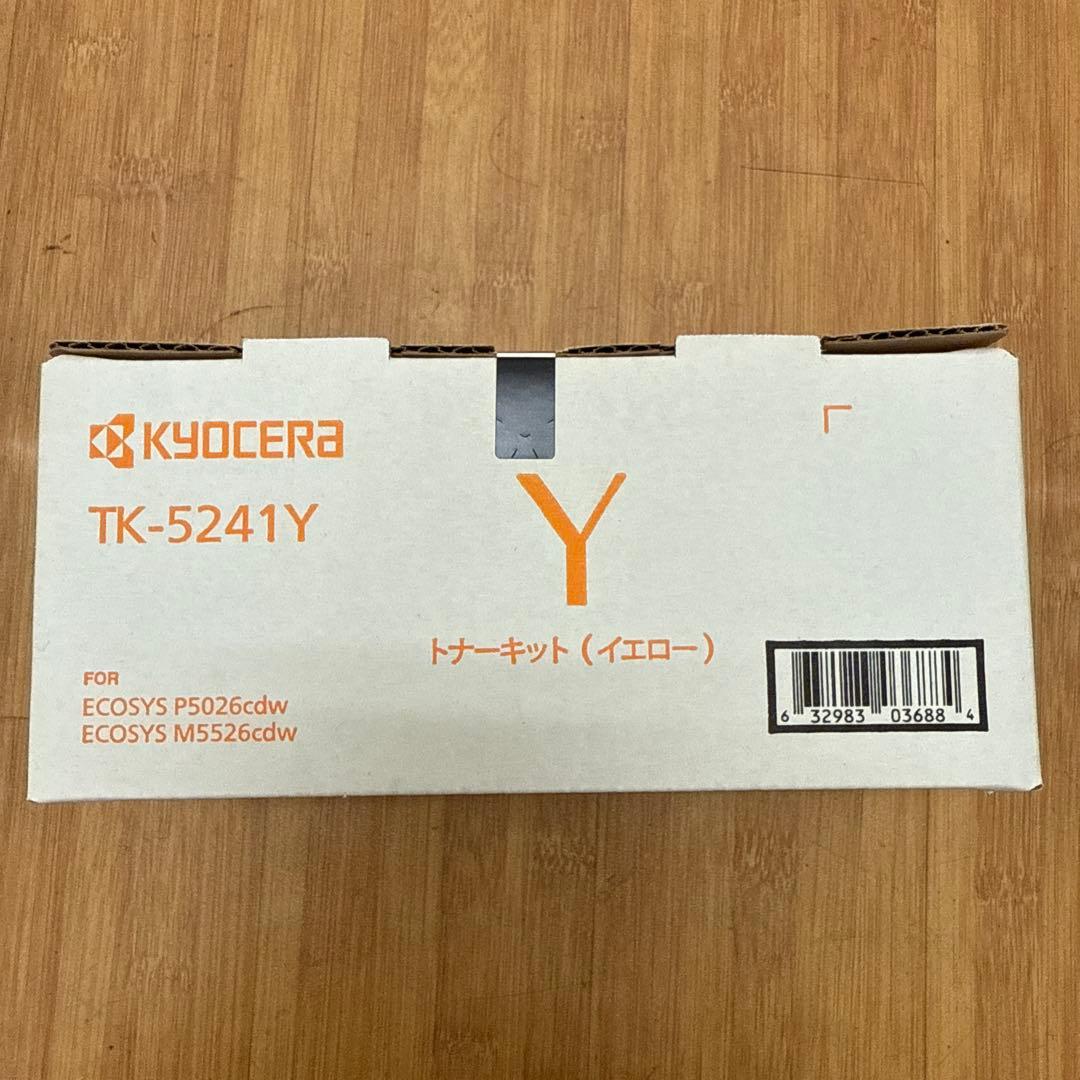 KYOCERA
TK-5241Y
Y
トナーキット(イエロー)
FOR
ECOSYS P5026cdw
ECOSYS M5526cdw
6 32983 03688 4